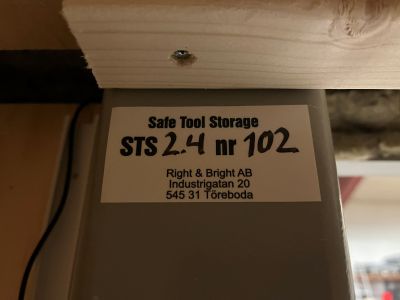 Safe Tool Storage
STS 2.4 nr 102
Right & Bright AB
Industrigatan 20
545 31 Töreboda